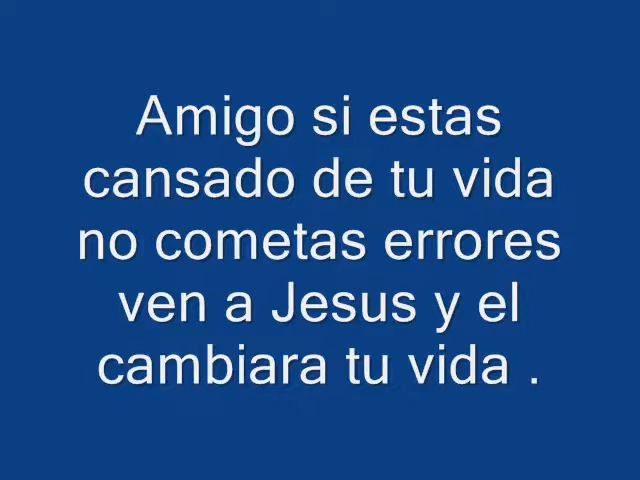 Amigo si estas
cansado de tu vida
no cometas errores
ven a Jesus y el
cambiara tu vida .